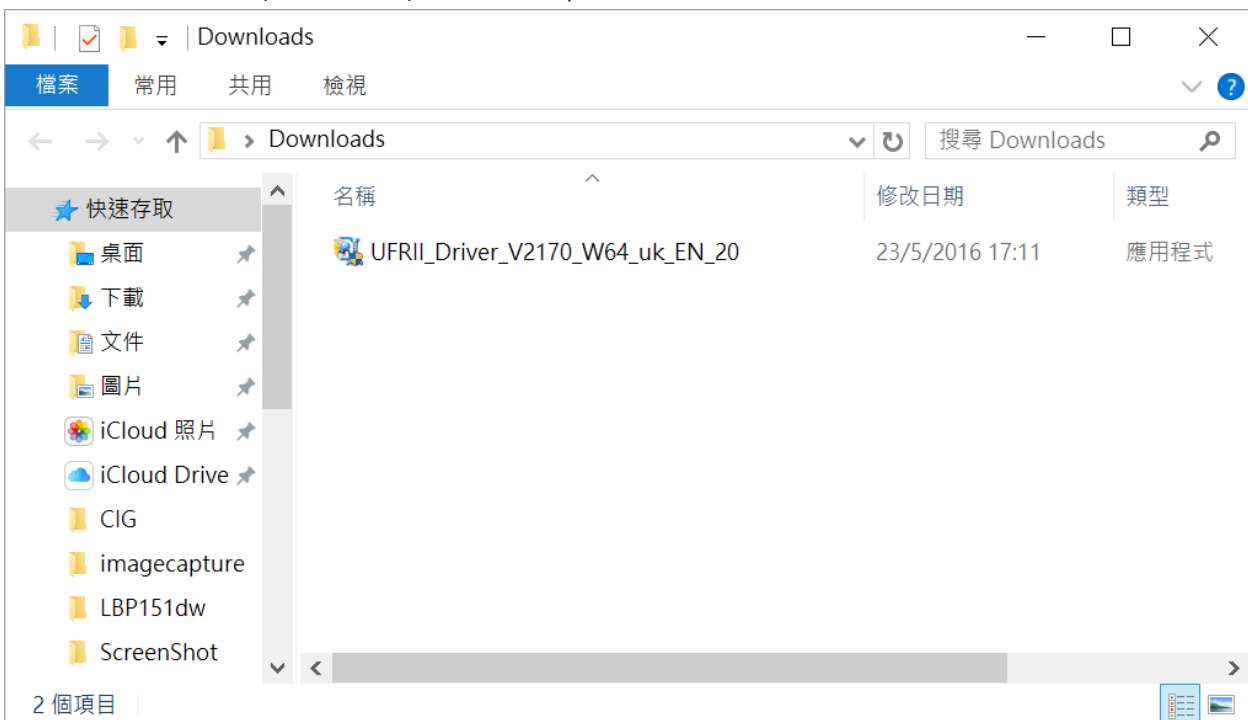 Downloads
檔案 常用 共用 檢視
Downloads 搜尋 Downloads
名稱 修改日期 類型
快速存取
桌面
下載
文件
圖片
iCloud 照片
iCloud Drive
CIG
imagecapture
LBP151dw
ScreenShot
UFRII_Driver_V2170_W64_uk_EN_20 23/5/2016 17:11 應用程式
2 個項目